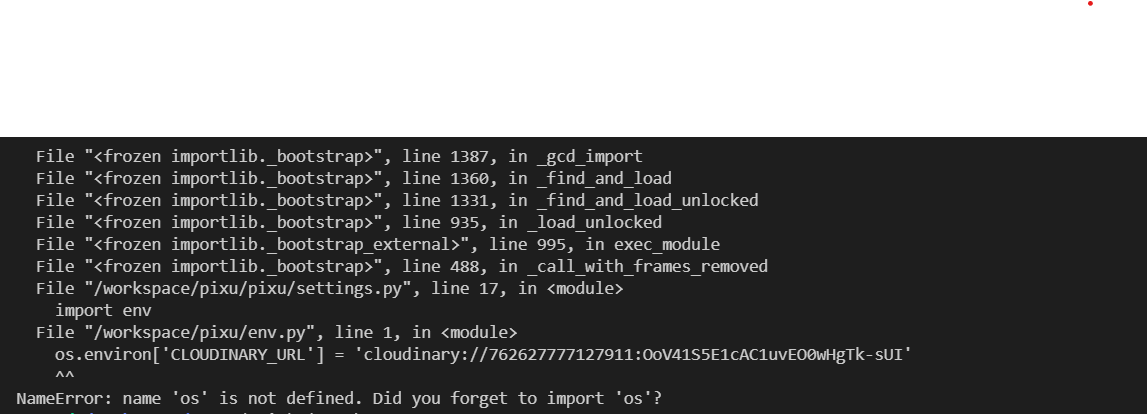 File "<frozen importlib._bootstrap>", line 1387, in _gcd_import
File "<frozen importlib._bootstrap>", line 1360, in _find_and_load
File "<frozen importlib._bootstrap>", line 1331, in _find_and_load_unlocked
File "<frozen importlib._bootstrap>", line 935, in _load_unlocked
File "<frozen importlib._bootstrap_external>", line 995, in exec_module
File "<frozen importlib._bootstrap>", line 488, in _call_with_frames_removed
File "/workspace/pixu/pixu/settings.py", line 17, in <module>
import env
File "/workspace/pixu/env.py", line 1, in <module>
os.environ['CLOUDINARY_URL'] = 'cloudinary://762627777127911:OoV41S5E1cAC1uvEO0wHgTk-sUI'
^^
NameError: name 'os' is not defined. Did you forget to import 'os'?